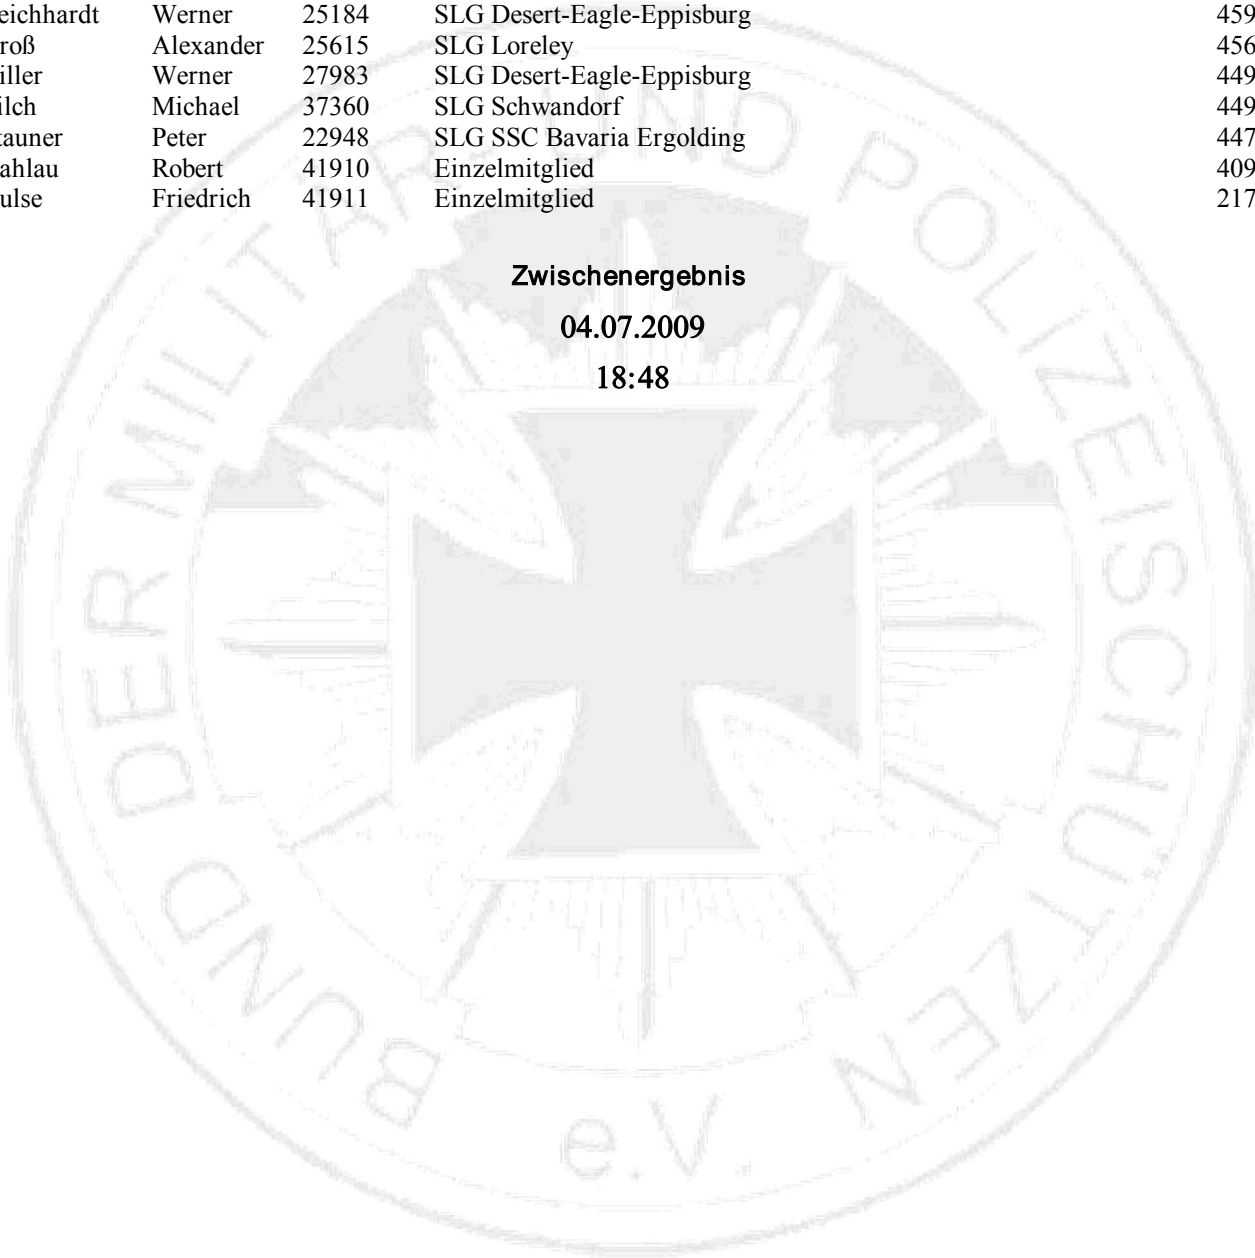 eichhardt Werner 25184 SLG Desert-Eagle-Eppisburg 459
roß Alexander 25615 SLG Loreley 456
iller Werner 27983 SLG Desert-Eagle-Eppisburg 449
ilch Michael 37360 SLG Schwandorf 449
tauner Peter 22948 SLG SSC Bavaria Ergolding 447
ahlau Robert 41910 Einzelmitglied 409
ulse Friedrich 41911 Einzelmitglied 217
Zwischenergebnis
04.07.2009
18:48
BUND DER MILITÄR- UND POLIZEISCHÜTZEN
e.V.